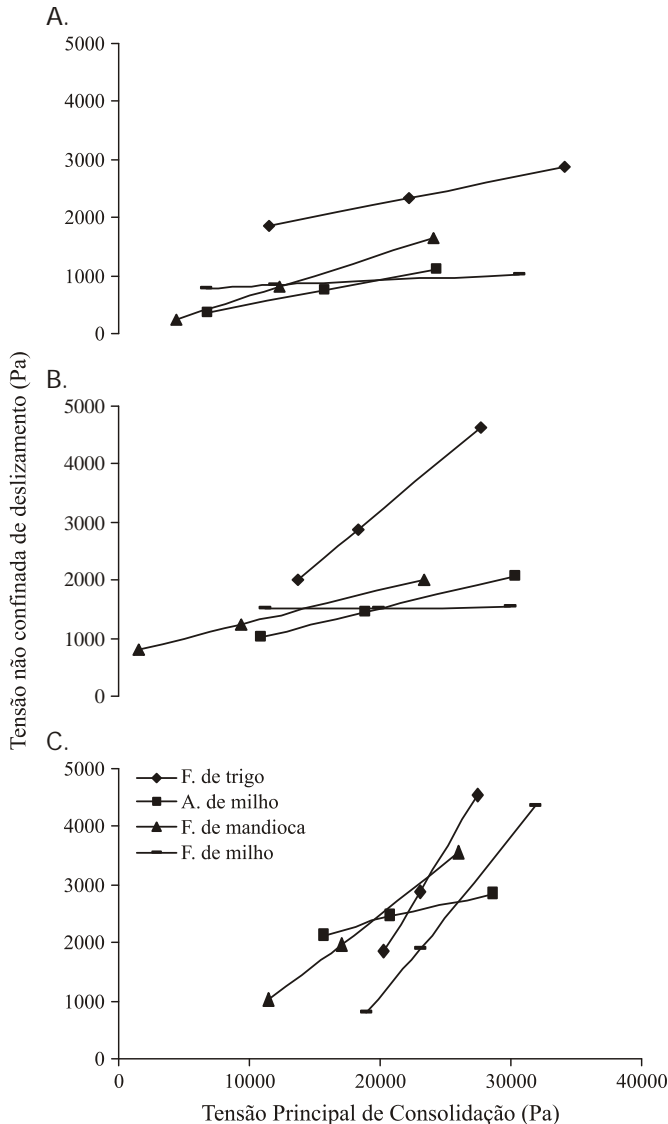 A.
5000
4000
3000
2000
1000
0
B.
5000
4000
3000
2000
1000
0
Tensão não confinada de deslizamento (Pa)
C.
5000
4000
3000
2000
1000
0
F. de trigo
A. de milho
F. de mandioca
F. de milho
0 10000 20000 30000 40000
Tensão Principal de Consolidação (Pa)